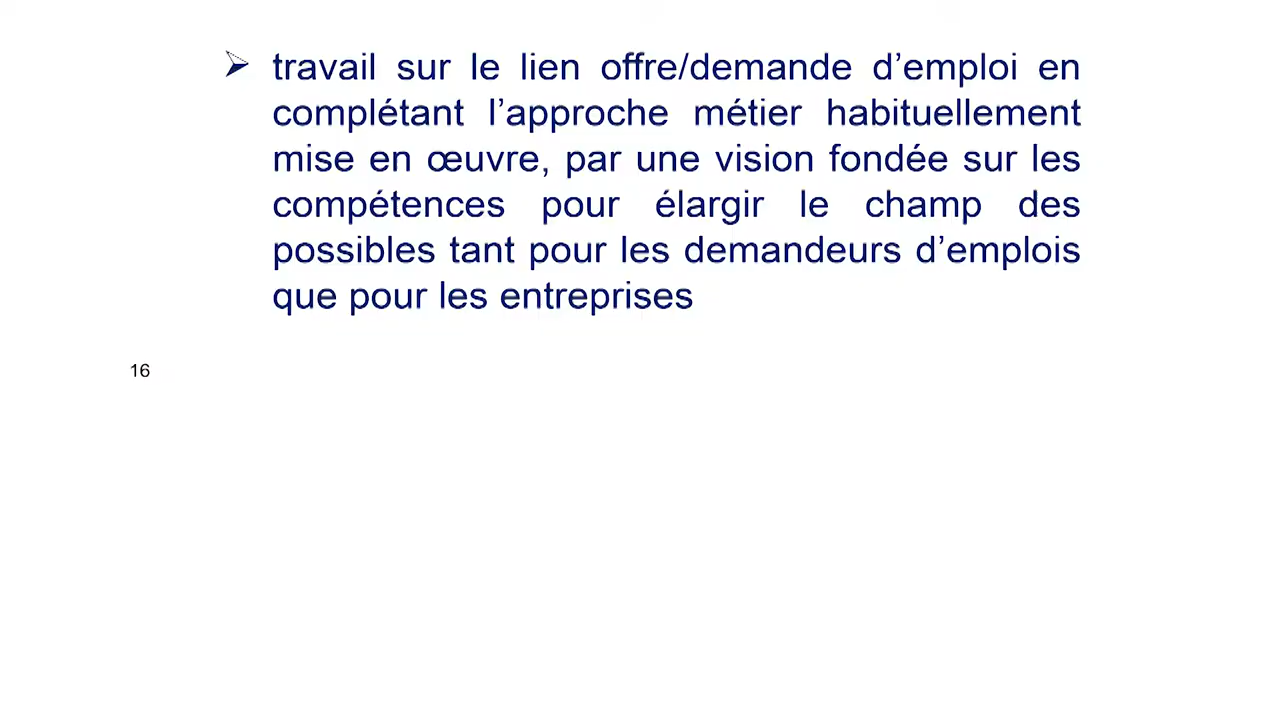 ➢ travail sur le lien offre/demande d’emploi en
complétant l’approche métier habituellement
mise en œuvre, par une vision fondée sur les
compétences pour élargir le champ des
possibles tant pour les demandeurs d’emplois
que pour les entreprises
16